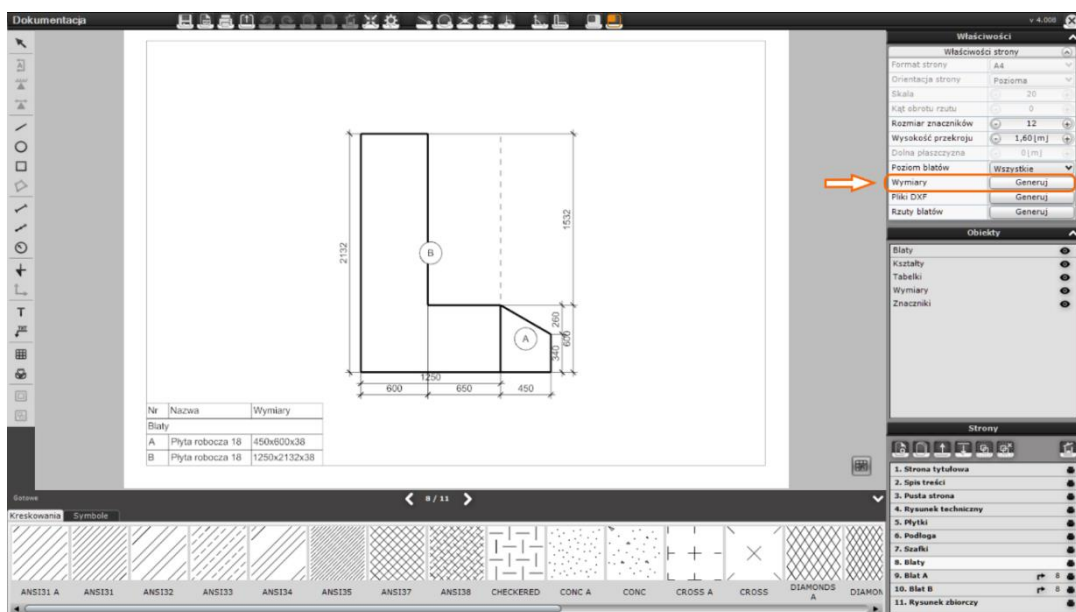 Dokumentacja
v 4.008
Właściwości
Właściwości strony
Format strony A4
Orientacja strony Pozioma
Skala 20
Kąt obrotu rzutu 0
Rozmiar znaczników 12
Wysokość przekroju 1,60[m]
Dolna płaszczyzna 0[m]
Poziom blatów Wszystkie
Wymiary Generuj
Pliki DXF Generuj
Rzuty blatów Generuj
Obiekty
Blaty
Kształty
Tabelki
Wymiary
Znaczniki
2132
B
1532
A
260
600
340
1250
600 650 450
Nr Nazwa Wymiary
Blaty
A Płyta robocza 18 450x600x38
B Płyta robocza 18 1250x2132x38
Strony
1. Strona tytułowa
2. Spis treści
3. Pusta strona
4. Rysunek techniczny
5. Płytki
6. Podłoga
7. Szafki
8. Blaty
9. Blat A 8
10. Blat B 8
11. Rysunek zbiorczy
Gotowe
8 / 11
Kreskowania Symbole
ANSI31 A ANSI31 ANSI32 ANSI33 ANSI34 ANSI35 ANSI37 ANSI38 CHECKERED CONC A CONC CROSS A CROSS DIAMONDS A DIAMON